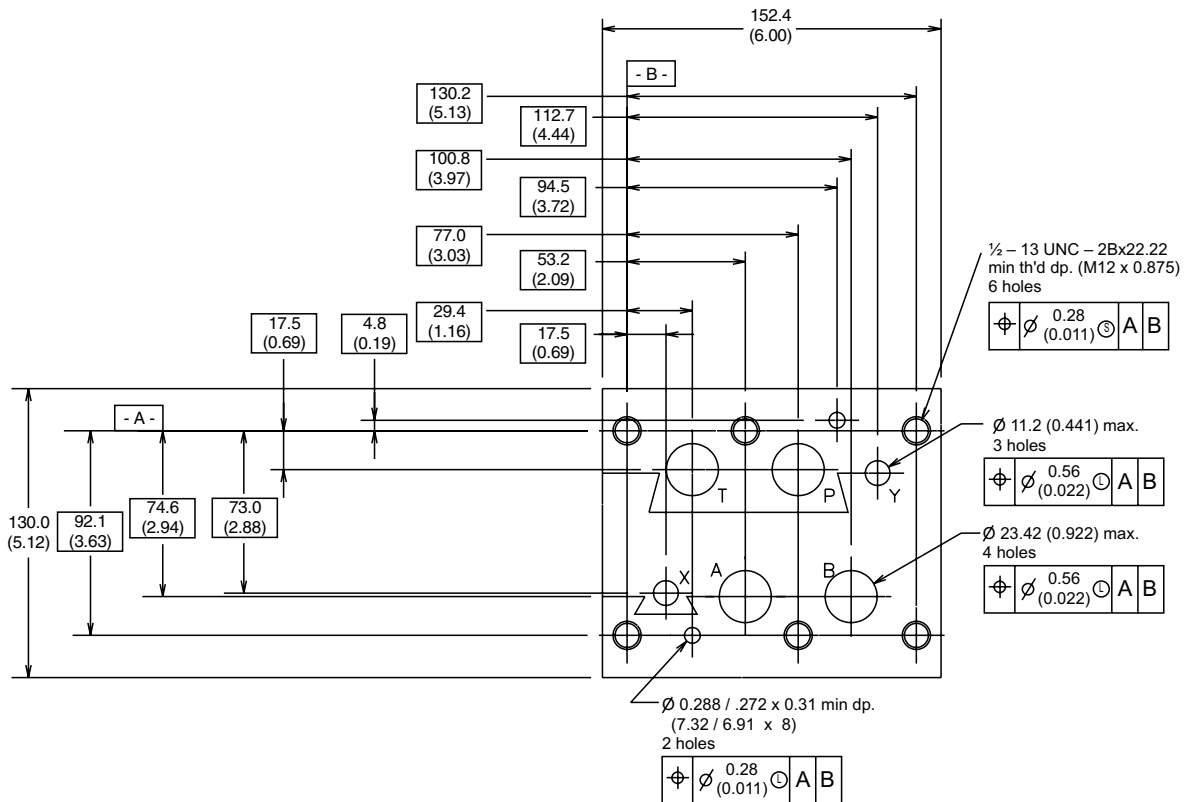 152.4
(6.00)
- B -
130.2
(5.13)
112.7
(4.44)
100.8
(3.97)
94.5
(3.72)
77.0
(3.03)
53.2
(2.09)
29.4
(1.16)
17.5
(0.69)
4.8
(0.19)
17.5
(0.69)
½ – 13 UNC – 2Bx22.22
min th'd dp. (M12 x 0.875)
6 holes
⌖ Ø 0.28 (0.011) Ⓢ A B
- A -
130.0
(5.12)
92.1
(3.63)
74.6
(2.94)
73.0
(2.88)
T
P
Y
X
A
B
Ø 11.2 (0.441) max.
3 holes
⌖ Ø 0.56 (0.022) Ⓛ A B
Ø 23.42 (0.922) max.
4 holes
⌖ Ø 0.56 (0.022) Ⓛ A B
Ø 0.288 / .272 x 0.31 min dp.
(7.32 / 6.91 x 8)
2 holes
⌖ Ø 0.28 (0.011) Ⓛ A B